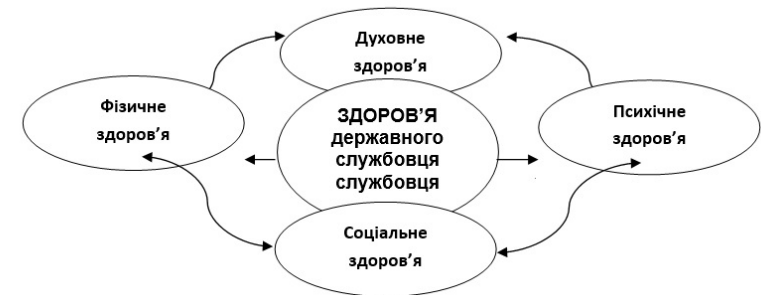 Духовне
здоров’я
Фізичне
здоров’я
ЗДОРОВ’Я
державного
службовця
службовця
Психічне
здоров’я
Соціальне
здоров’я